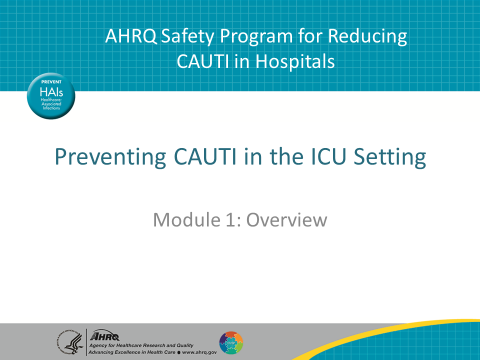 AHRQ Safety Program for Reducing
CAUTI in Hospitals
PREVENT
HAIs
Healthcare-
Associated
Infections
Preventing CAUTI in the ICU Setting
Module 1: Overview
AHRQ
Agency for Healthcare Research and Quality
Advancing Excellence in Health Care • www.ahrq.gov